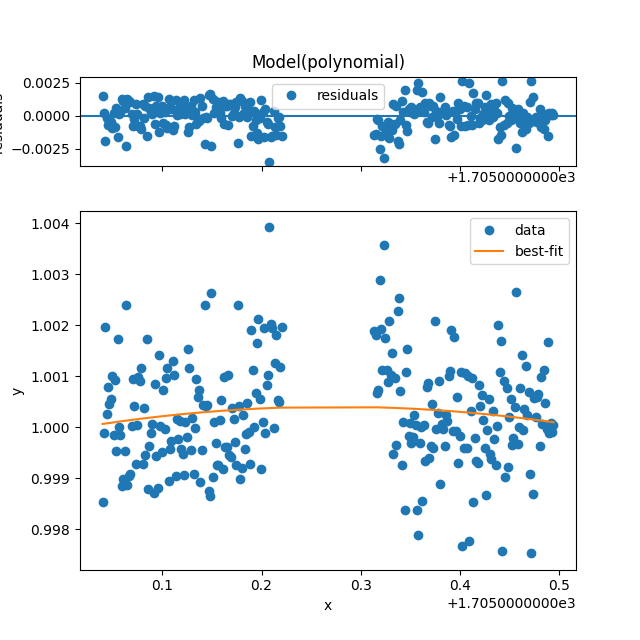 Model(polynomial)
0.0025
0.0000
−0.0025
residuals
residuals
+1.7050000000e3
1.004
1.003
1.002
1.001
1.000
0.999
0.998
y
data
best-fit
0.1 0.2 0.3 0.4 0.5
x
+1.7050000000e3